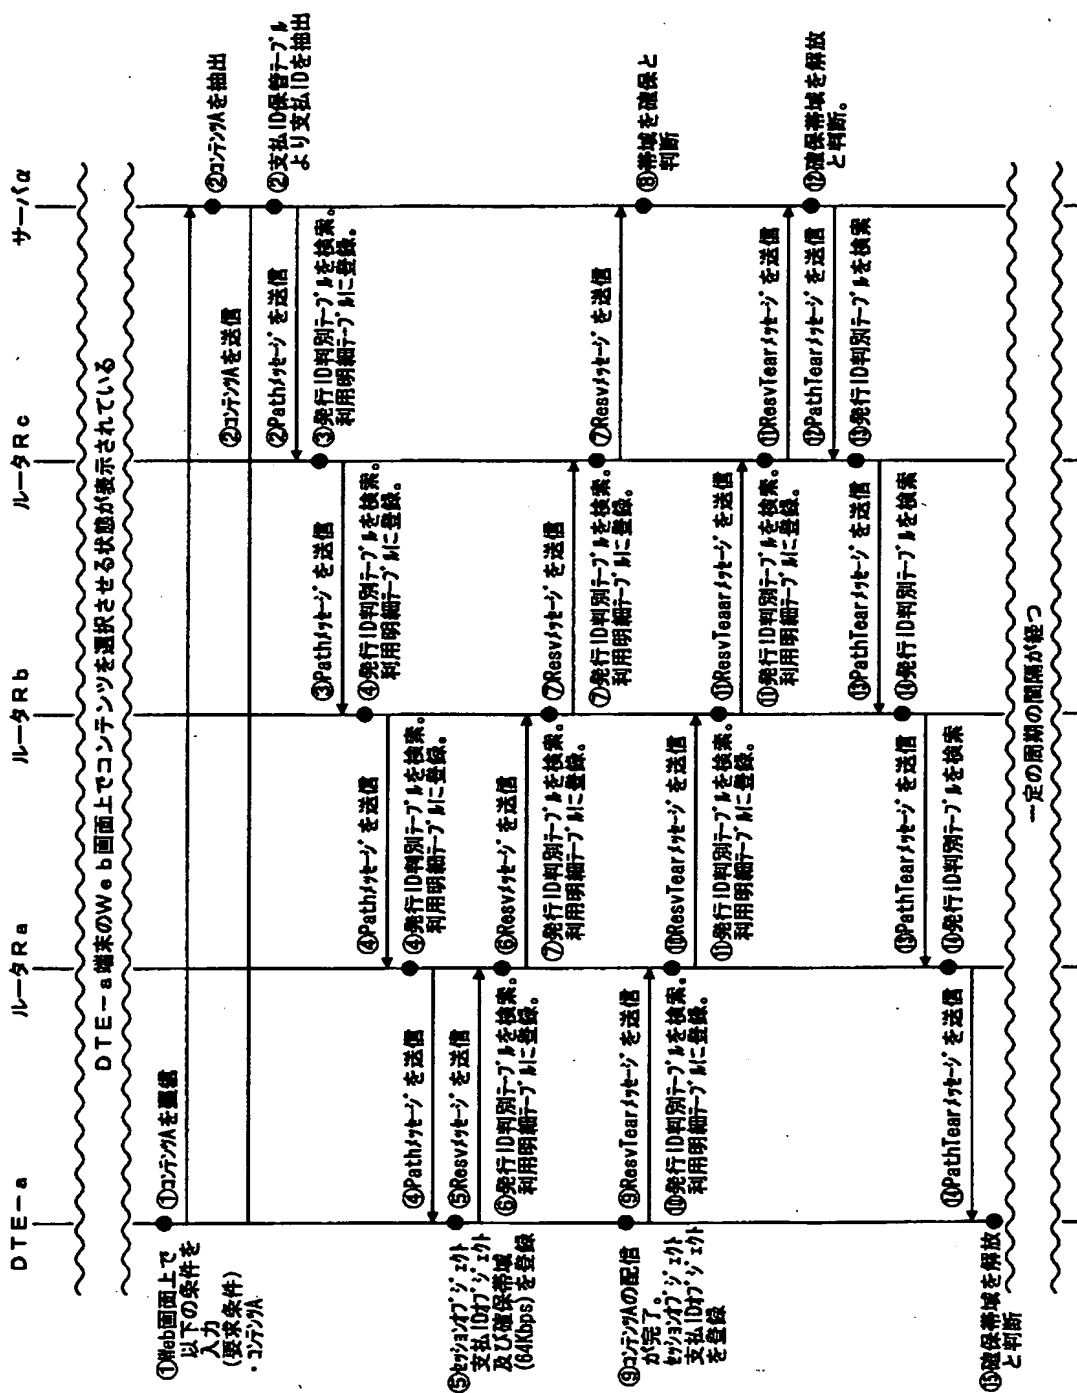 DTE-a
ルータRa
ルータRb
ルータRc
サーバα
DTE-a端末のWeb画面上でコンテンツを選択させる状態が表示されている
①Web画面上で
以下の条件を
入力
(要求条件)
・コンテンツA
②コンテンツAを抽出
②コンテンツAを送信
②支払ID保管テーブル
より支払IDを抽出
②Pathメッセージを送信
③発行ID判別テーブルを検索。
利用明細テーブルに登録。
③Pathメッセージを送信
④発行ID判別テーブルを検索。
利用明細テーブルに登録。
④Pathメッセージを送信
④発行ID判別テーブルを検索。
利用明細テーブルに登録。
④Pathメッセージを送信
⑤セッションオブジェクト
支払IDオブジェクト
及び確保帯域
(64Kbps)を登録
⑤Resvメッセージを送信
⑥発行ID判別テーブルを検索。
利用明細テーブルに登録。
⑥Resvメッセージを送信
⑦発行ID判別テーブルを検索。
利用明細テーブルに登録。
⑦Resvメッセージを送信
⑦発行ID判別テーブルを検索。
利用明細テーブルに登録。
⑦Resvメッセージを送信
⑧帯域を確保と
判断
⑨コンテンツAの配信
が完了。
セッションオブジェクト
支払IDオブジェクト
を登録
⑨ResvTearメッセージを送信
⑩発行ID判別テーブルを検索。
利用明細テーブルに登録。
⑩ResvTearメッセージを送信
⑪発行ID判別テーブルを検索。
利用明細テーブルに登録。
⑪ResvTeaarメッセージを送信
⑪発行ID判別テーブルを検索。
利用明細テーブルに登録。
⑪ResvTearメッセージを送信
⑫確保帯域を解放
と判断。
⑫PathTearメッセージを送信
⑬発行ID判別テーブルを検索
⑬PathTearメッセージを送信
⑭発行ID判別テーブルを検索
⑬PathTearメッセージを送信
⑭発行ID判別テーブルを検索
⑭PathTearメッセージを送信
⑮確保帯域を解放
と判断
一定の周期の間隔が経つ